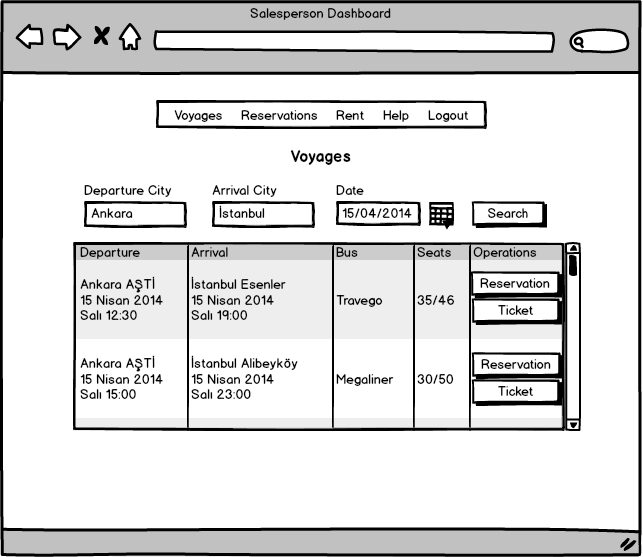 Salesperson Dashboard
Voyages Reservations Rent Help Logout
Voyages
Departure City Arrival City Date
Ankara İstanbul 15/04/2014 Search
Departure Arrival Bus Seats Operations
Ankara AŞTİ İstanbul Esenler Reservation
15 Nisan 2014 15 Nisan 2014 Travego 35/46
Salı 12:30 Salı 19:00 Ticket
Ankara AŞTİ İstanbul Alibeyköy Reservation
15 Nisan 2014 15 Nisan 2014 Megaliner 30/50
Salı 15:00 Salı 23:00 Ticket